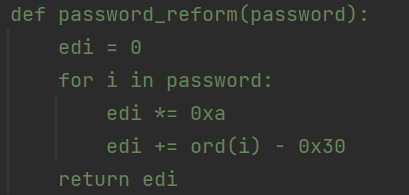 def password_reform(password):
    edi = 0
    for i in password:
        edi *= 0xa
        edi += ord(i) - 0x30
    return edi